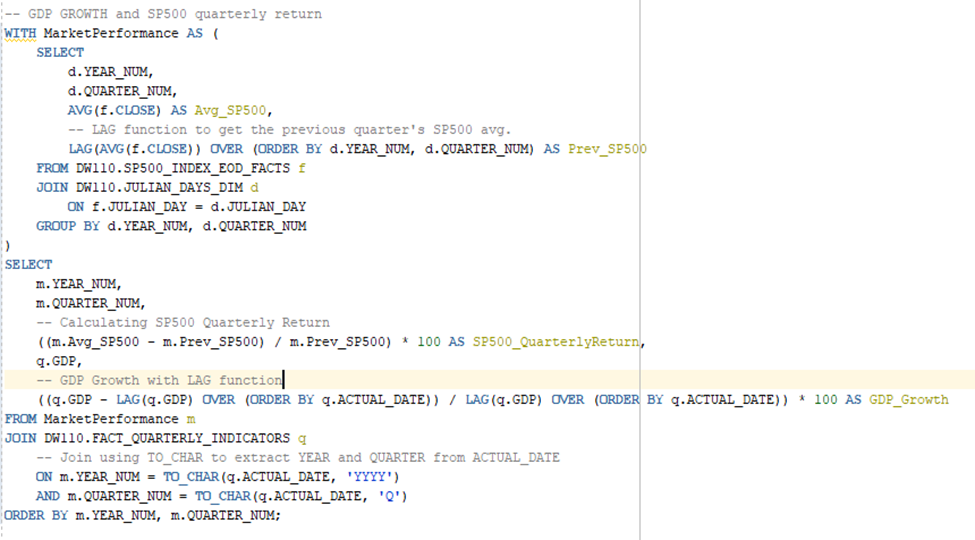 -- GDP GROWTH and SP500 quarterly return
WITH MarketPerformance AS (
    SELECT
        d.YEAR_NUM,
        d.QUARTER_NUM,
        AVG(f.CLOSE) AS Avg_SP500,
        -- LAG function to get the previous quarter's SP500 avg.
        LAG(AVG(f.CLOSE)) OVER (ORDER BY d.YEAR_NUM, d.QUARTER_NUM) AS Prev_SP500
    FROM DW110.SP500_INDEX_EOD_FACTS f
    JOIN DW110.JULIAN_DAYS_DIM d
        ON f.JULIAN_DAY = d.JULIAN_DAY
    GROUP BY d.YEAR_NUM, d.QUARTER_NUM
)
SELECT
    m.YEAR_NUM,
    m.QUARTER_NUM,
    -- Calculating SP500 Quarterly Return
    ((m.Avg_SP500 - m.Prev_SP500) / m.Prev_SP500) * 100 AS SP500_QuarterlyReturn,
    q.GDP,
    -- GDP Growth with LAG function
    ((q.GDP - LAG(q.GDP) OVER (ORDER BY q.ACTUAL_DATE)) / LAG(q.GDP) OVER (ORDER BY q.ACTUAL_DATE)) * 100 AS GDP_Growth
FROM MarketPerformance m
JOIN DW110.FACT_QUARTERLY_INDICATORS q
    -- Join using TO_CHAR to extract YEAR and QUARTER from ACTUAL_DATE
    ON m.YEAR_NUM = TO_CHAR(q.ACTUAL_DATE, 'YYYY')
    AND m.QUARTER_NUM = TO_CHAR(q.ACTUAL_DATE, 'Q')
ORDER BY m.YEAR_NUM, m.QUARTER_NUM;